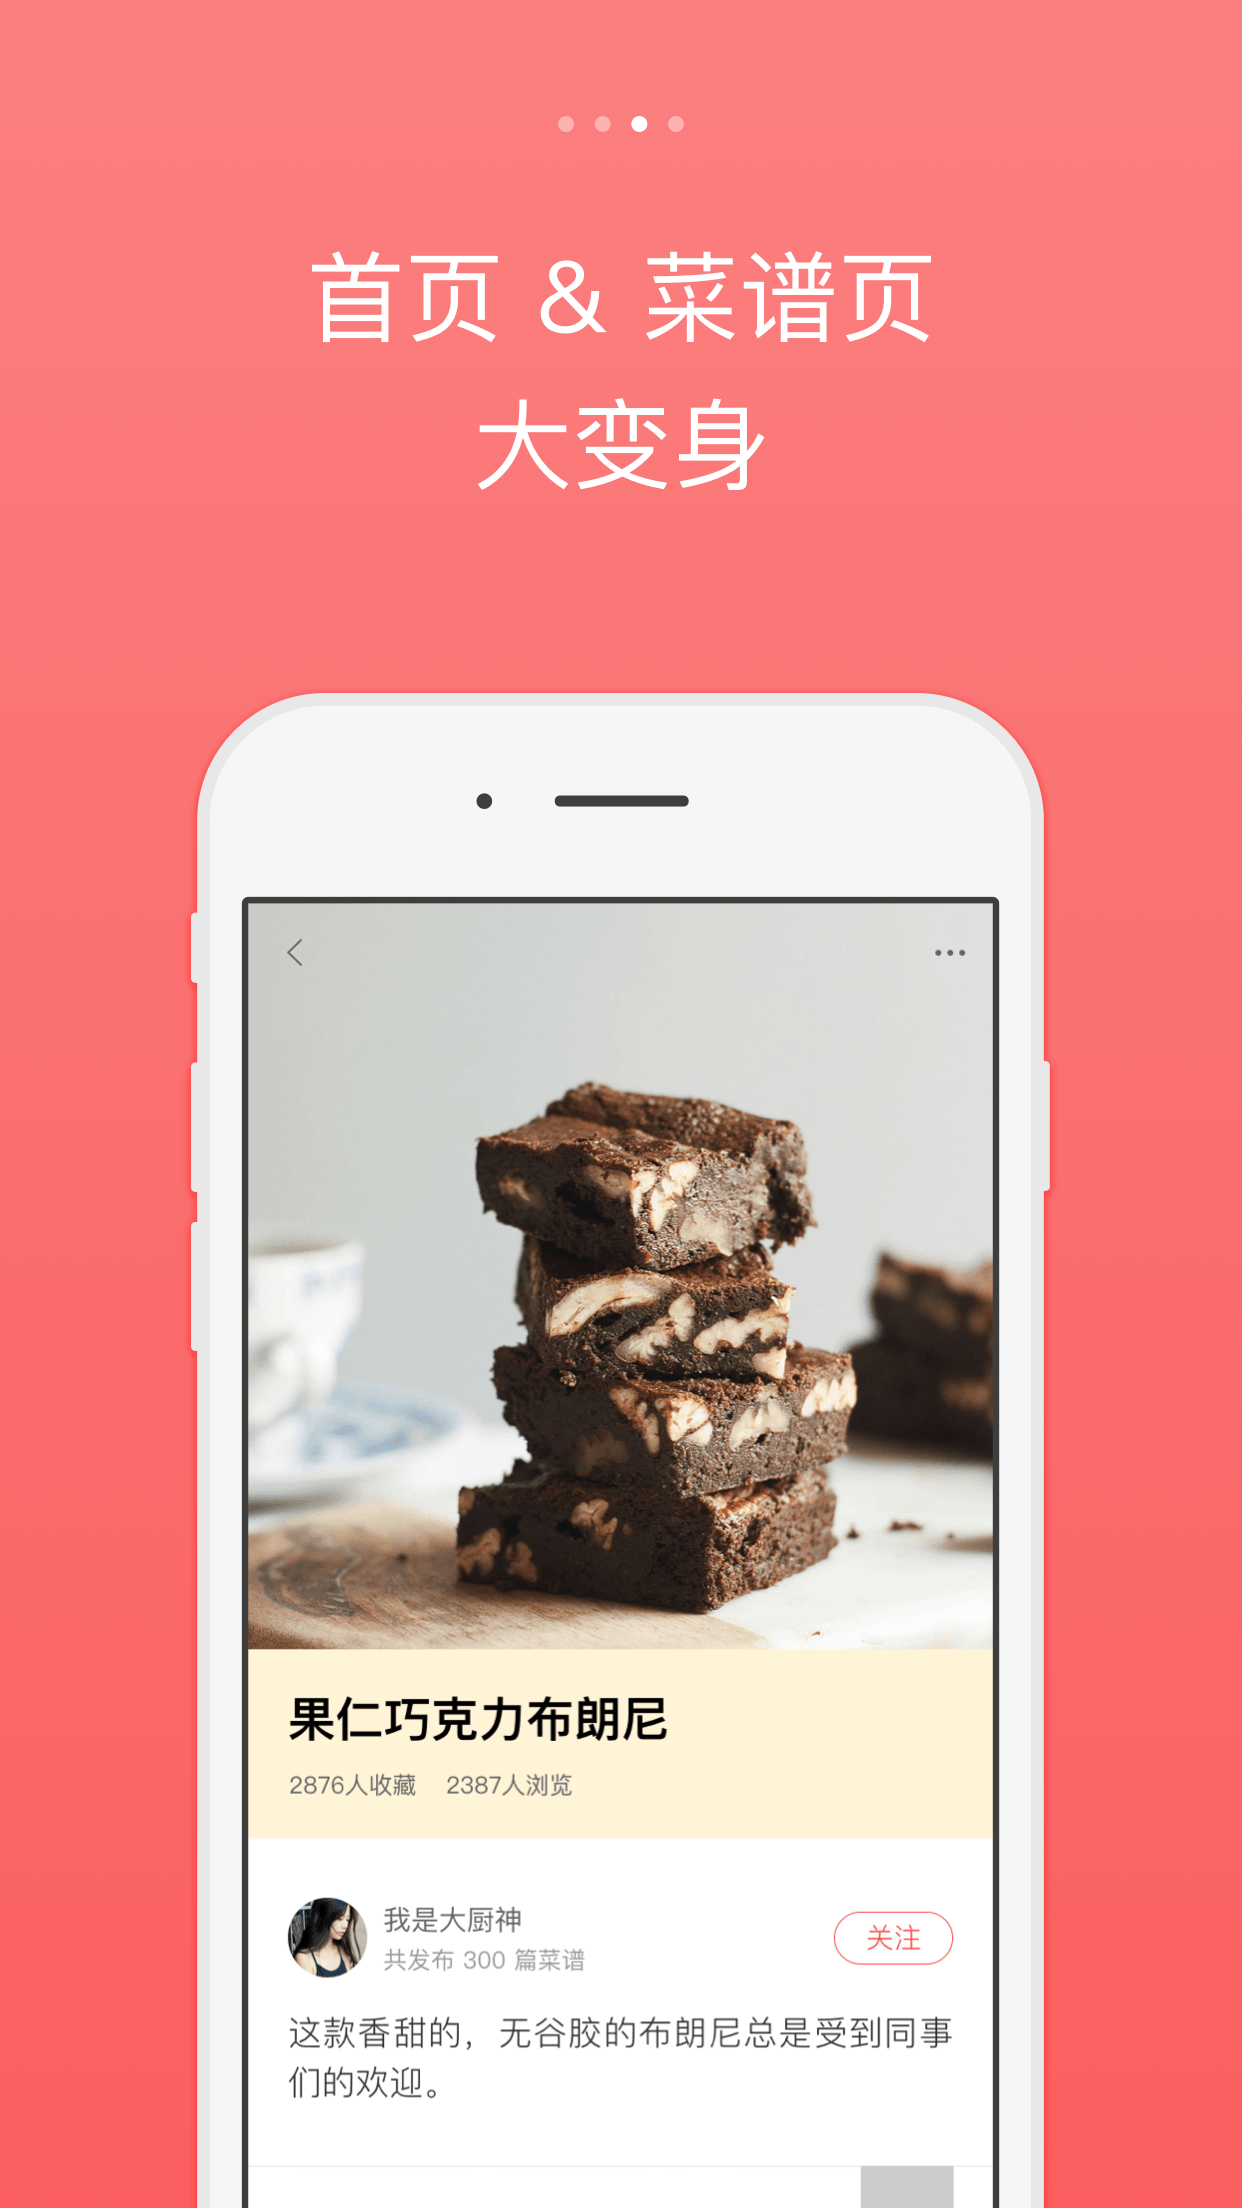 首页 & 菜谱页
大变身
果仁巧克力布朗尼
2876人收藏 2387人浏览
我是大厨神
关注
共发布 300 篇菜谱
这款香甜的，无谷胶的布朗尼总是受到同事
们的欢迎。